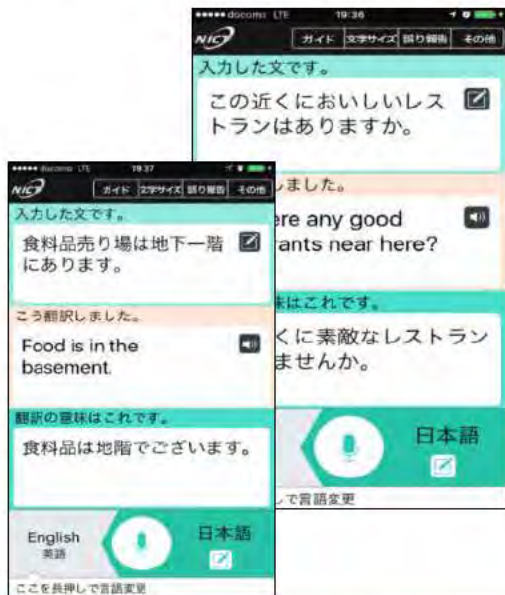 docomo LTE 19:36
NICT
ガイド 文字サイズ 誤り報告 その他
入力した文です。
この近くにおいしいレス
トランはありますか。
しました。
ere any good
rants near here?
味はこれです。
くに素敵なレストラン
ませんか。
日本語
しで言語変更
docomo LTE 19:37
NICT
ガイド 文字サイズ 誤り報告 その他
入力した文です。
食料品売り場は地下一階
にあります。
こう翻訳しました。
Food is in the
basement.
翻訳の意味はこれです。
食料品は地階でございます。
English
英語
日本語
ここを長押しで言語変更